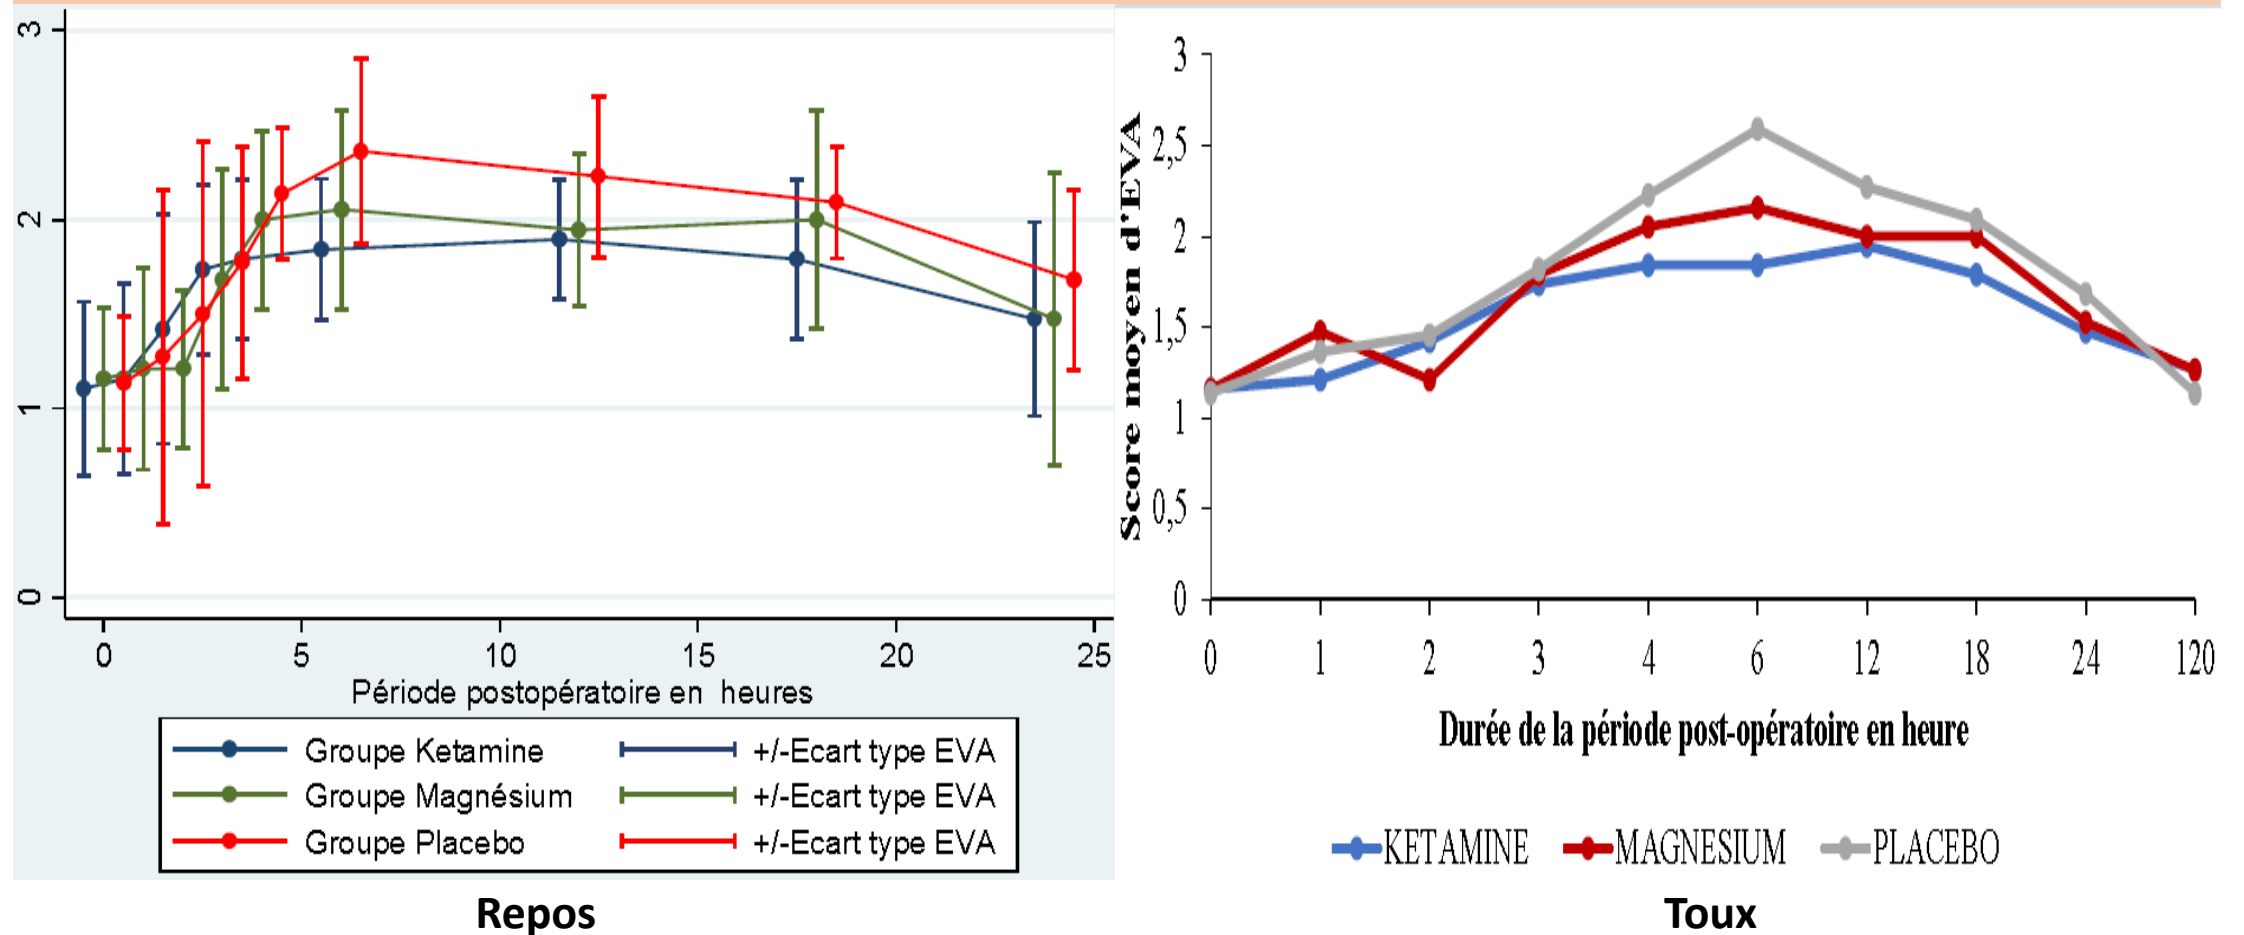 3
2
1
0
0 5 10 15 20 25
Période postopératoire en heures
Groupe Ketamine +/-Ecart type EVA
Groupe Magnésium +/-Ecart type EVA
Groupe Placebo +/-Ecart type EVA
Repos
Score moyen d'EVA
3
2,5
2
1,5
1
0,5
0
0 1 2 3 4 6 12 18 24 120
Durée de la période post-opératoire en heure
KETAMINE MAGNESIUM PLACEBO
Toux